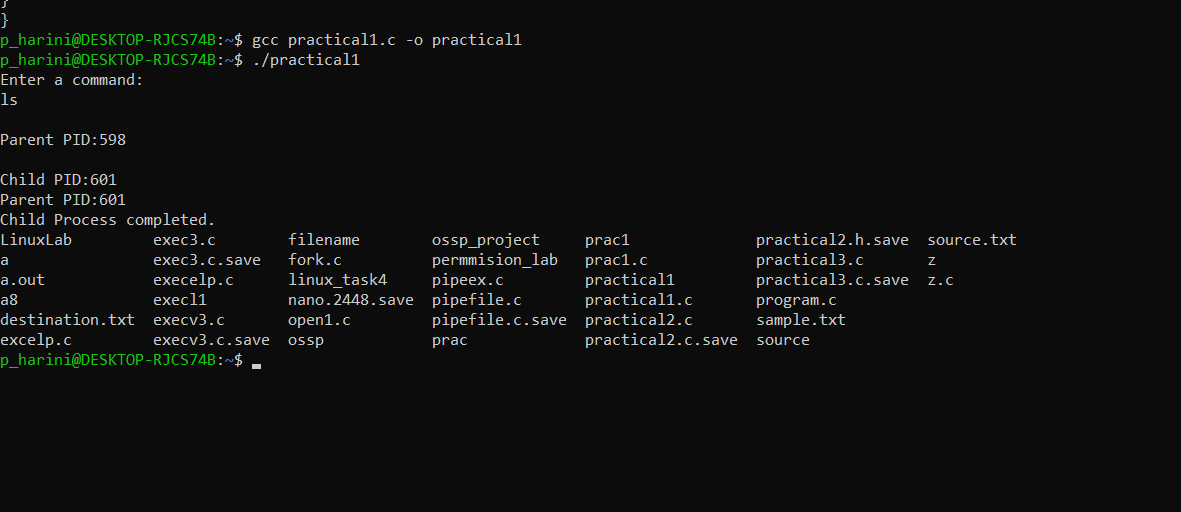 }
}
p_harini@DESKTOP-RJCS74B:~$ gcc practical1.c -o practical1
p_harini@DESKTOP-RJCS74B:~$ ./practical1
Enter a command:
ls
Parent PID:598
Child PID:601
Parent PID:601
Child Process completed.
LinuxLab         exec3.c       filename         ossp_project     prac1              practical2.h.save  source.txt
a                exec3.c.save  fork.c           permmision_lab   prac1.c            practical3.c       z
a.out            execelp.c     linux_task4      pipeex.c         practical1         practical3.c.save  z.c
a8               execl1        nano.2448.save   pipefile.c       practical1.c       program.c
destination.txt  execv3.c      open1.c          pipefile.c.save  practical2.c       sample.txt
excelp.c         execv3.c.save ossp             prac             practical2.c.save  source
p_harini@DESKTOP-RJCS74B:~$